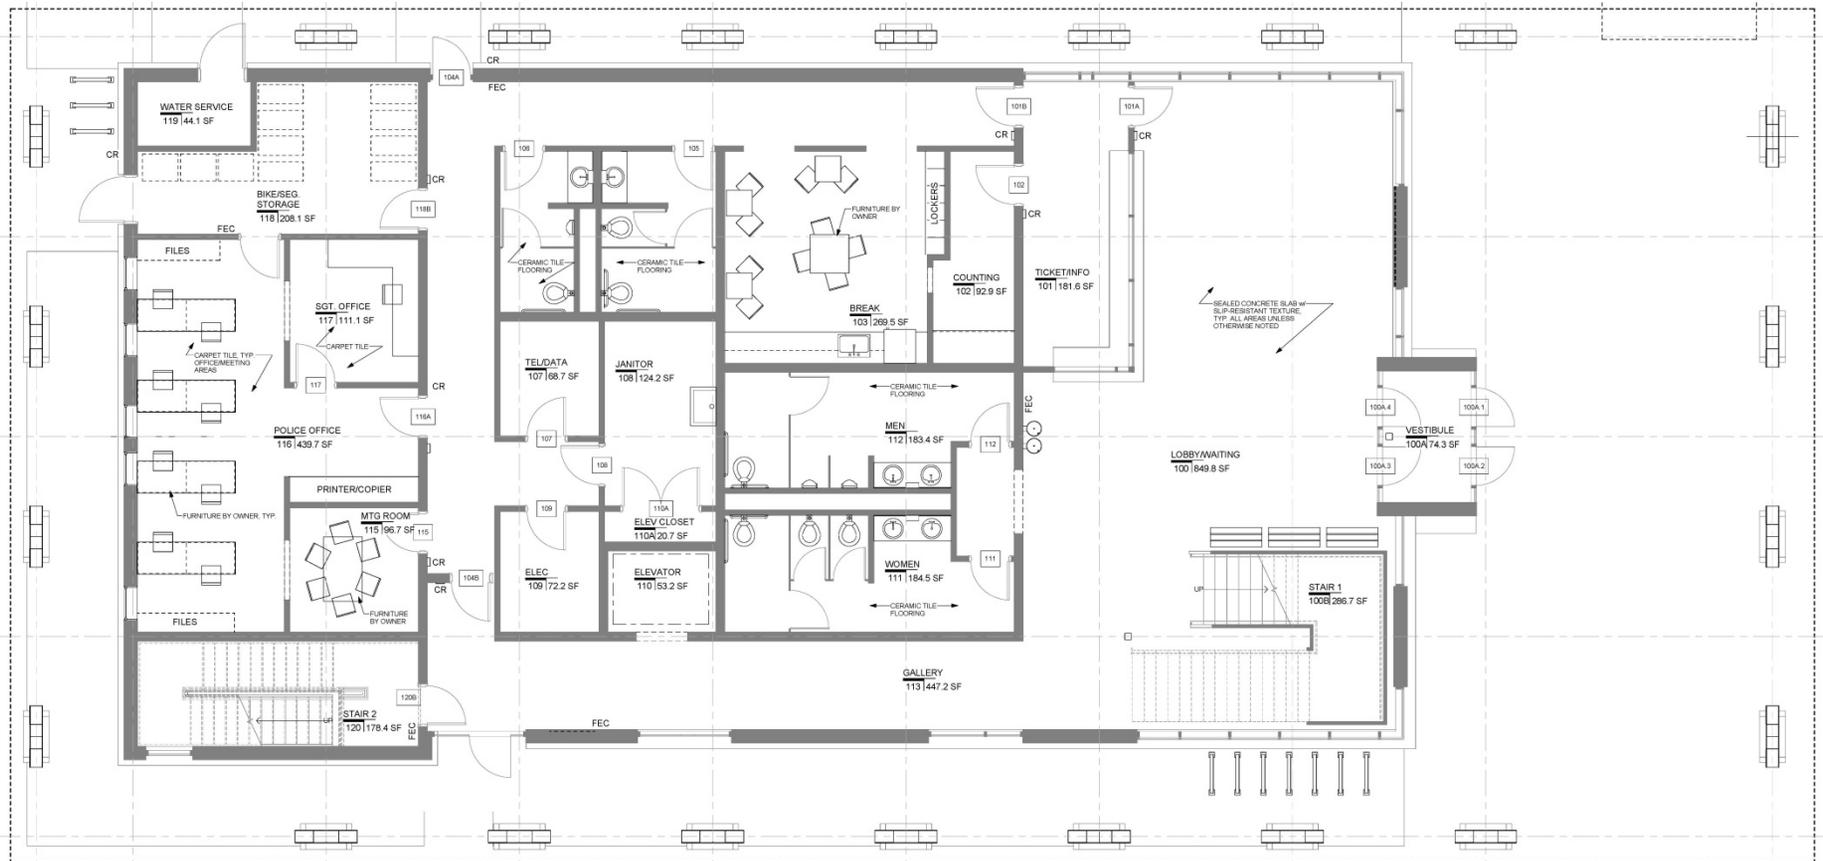 CR
104A
FEC
WATER SERVICE
119 | 44.1 SF
CR
101B
101A
CR
CR
106
105
CR
BIKE/SEG.
STORAGE
118 | 208.1 SF
118B
FEC
LOCKERS
FURNITURE BY
OWNER
102
CR
FILES
SGT. OFFICE
117 | 111.1 SF
CARPET TILE
CARPET TILE, TYP.
OFFICE/MEETING
AREAS
117
CERAMIC TILE
FLOORING
CERAMIC TILE
FLOORING
BREAK
103 | 269.5 SF
COUNTING
102 | 92.9 SF
TICKET/INFO
101 | 181.6 SF
SEALED CONCRETE SLAB w/
SLIP-RESISTANT TEXTURE,
TYP. ALL AREAS UNLESS
OTHERWISE NOTED
TEL/DATA
107 | 68.7 SF
JANITOR
108 | 124.2 SF
CR
116A
CERAMIC TILE
FLOORING
FEC
POLICE OFFICE
116 | 439.7 SF
107
108
MEN
112 | 183.4 SF
112
100A.4
100A.1
VESTIBULE
100A | 74.3 SF
100A.3
100A.2
LOBBY/WAITING
100 | 849.8 SF
PRINTER/COPIER
FURNITURE BY OWNER, TYP.
MTG ROOM
115 | 96.7 SF
115
CR
109
110A
ELEV CLOSET
110A | 20.7 SF
ELEC
109 | 72.2 SF
ELEVATOR
110 | 53.2 SF
104B
CR
WOMEN
111 | 184.5 SF
111
CERAMIC TILE
FLOORING
UP
STAIR 1
100B | 286.7 SF
FURNITURE
BY OWNER
FILES
GALLERY
113 | 447.2 SF
120B
STAIR 2
120 | 178.4 SF
UP
FEC
FEC